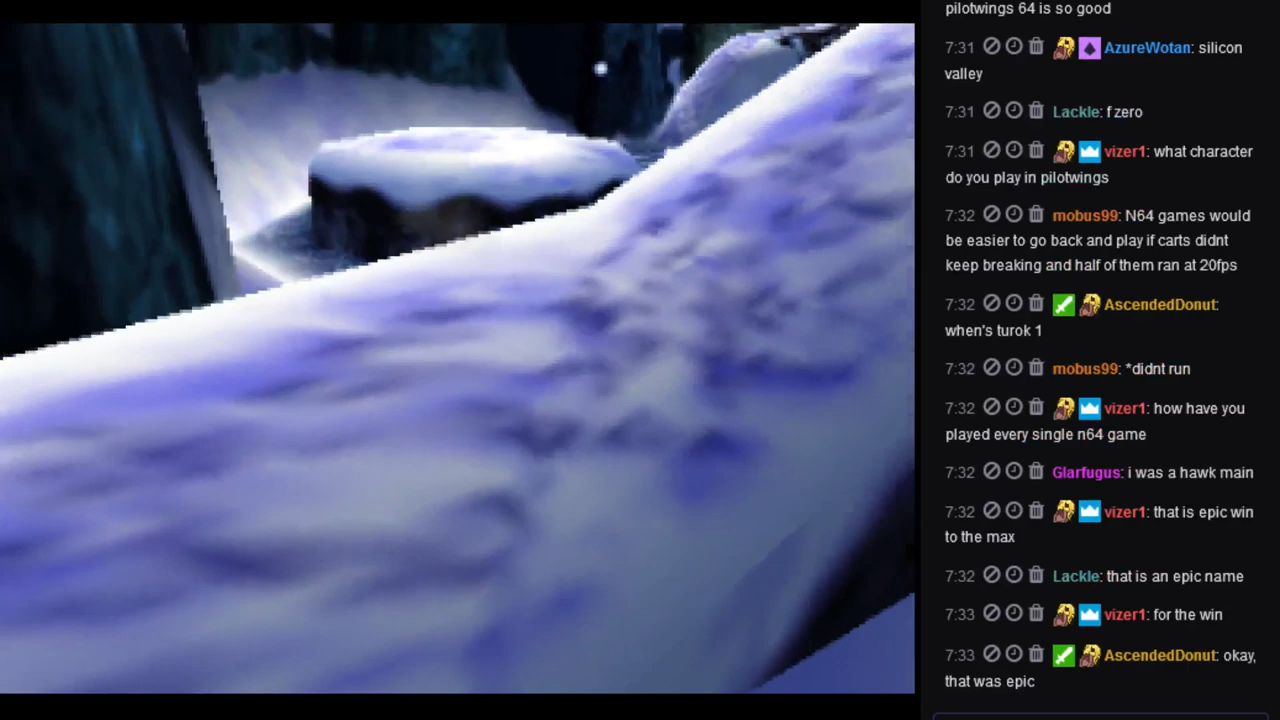 pilotwings 64 is so good
7:31 AzureWotan: silicon
valley
7:31 Lackle: f zero
7:31 vizer1: what character
do you play in pilotwings
7:32 mobus99: N64 games would
be easier to go back and play if carts didnt
keep breaking and half of them ran at 20fps
7:32 AscendedDonut:
when's turok 1
7:32 mobus99: *didnt run
7:32 vizer1: how have you
played every single n64 game
7:32 Glarfugus: i was a hawk main
7:32 vizer1: that is epic win
to the max
7:32 Lackle: that is an epic name
7:33 vizer1: for the win
7:33 AscendedDonut: okay,
that was epic